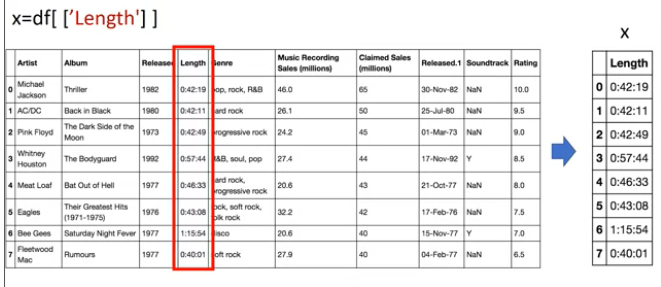 x=df[ ['Length'] ]
x
Artist Album Released Length Genre Music Recording Sales (millions) Claimed Sales (millions) Released.1 Soundtrack Rating
0 Michael Jackson Thriller 1982 0:42:19 pop, rock, R&B 46.0 65 30-Nov-82 NaN 10.0
1 AC/DC Back in Black 1980 0:42:11 hard rock 26.1 50 25-Jul-80 NaN 9.5
2 Pink Floyd The Dark Side of the Moon 1973 0:42:49 progressive rock 24.2 45 01-Mar-73 NaN 9.0
3 Whitney Houston The Bodyguard 1992 0:57:44 R&B, soul, pop 27.4 44 17-Nov-92 Y 8.5
4 Meat Loaf Bat Out of Hell 1977 0:46:33 hard rock, progressive rock 20.6 43 21-Oct-77 NaN 8.0
5 Eagles Their Greatest Hits (1971-1975) 1976 0:43:08 rock, soft rock, folk rock 32.2 42 17-Feb-76 NaN 7.5
6 Bee Gees Saturday Night Fever 1977 1:15:54 disco 20.6 40 15-Nov-77 Y 7.0
7 Fleetwood Mac Rumours 1977 0:40:01 soft rock 27.9 40 04-Feb-77 NaN 6.5
Length
0 0:42:19
1 0:42:11
2 0:42:49
3 0:57:44
4 0:46:33
5 0:43:08
6 1:15:54
7 0:40:01